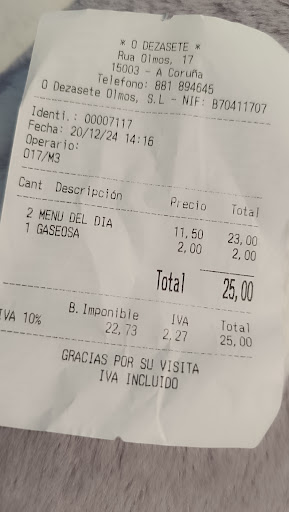 * O DEZASETE *
Rua Olmos, 17
15003 - A Coruña
Telefono: 881 894645
O Dezasete Olmos, S.L - NIF: B70411707
Identi.: 00007117
Fecha: 20/12/24 14:16
Operario:
017/M3
Cant Descripción Precio Total
2 MENU DEL DIA 11,50 23,00
1 GASEOSA 2,00 2,00
Total 25,00
B. Imponible IVA Total
IVA 10% 22,73 2,27 25,00
GRACIAS POR SU VISITA
IVA INCLUIDO